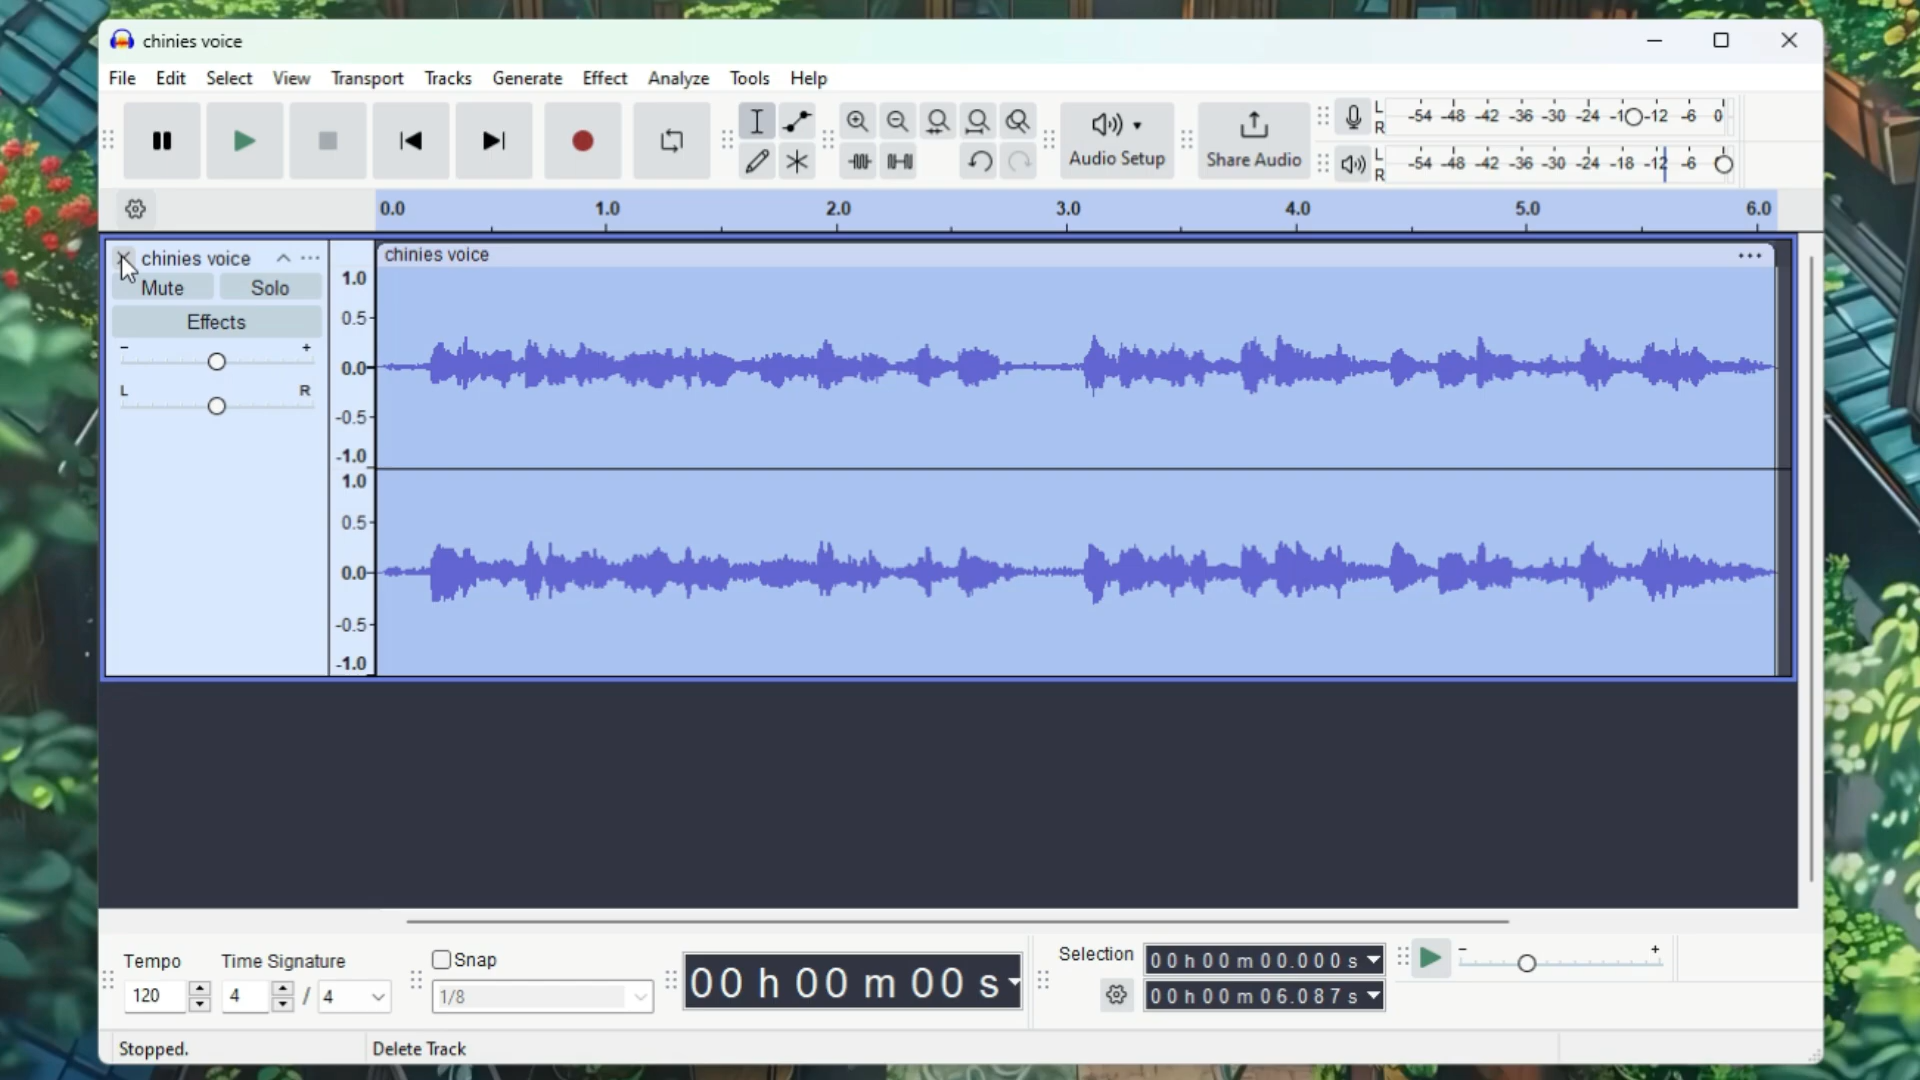 chinies voice
File Edit Select View Transport Tracks Generate Effect Analyze Tools Help
Audio Setup
Share Audio
L
R
-54 -48 -42 -36 -30 -24 -1 -12 -6 0
L
R
-54 -48 -42 -36 -30 -24 -18 -12 -6
0.0 1.0 2.0 3.0 4.0 5.0 6.0
chinies voice
Mute Solo
Effects
- +
L R
chinies voice
1.0
0.5
0.0
-0.5
-1.0
1.0
0.5
0.0
-0.5
-1.0
Tempo
120
Time Signature
4 / 4
Snap
1/8
00 h 00 m 00 s
Selection
00 h 00 m 00.000 s
00 h 00 m 06.087 s
- +
Stopped.
Delete Track